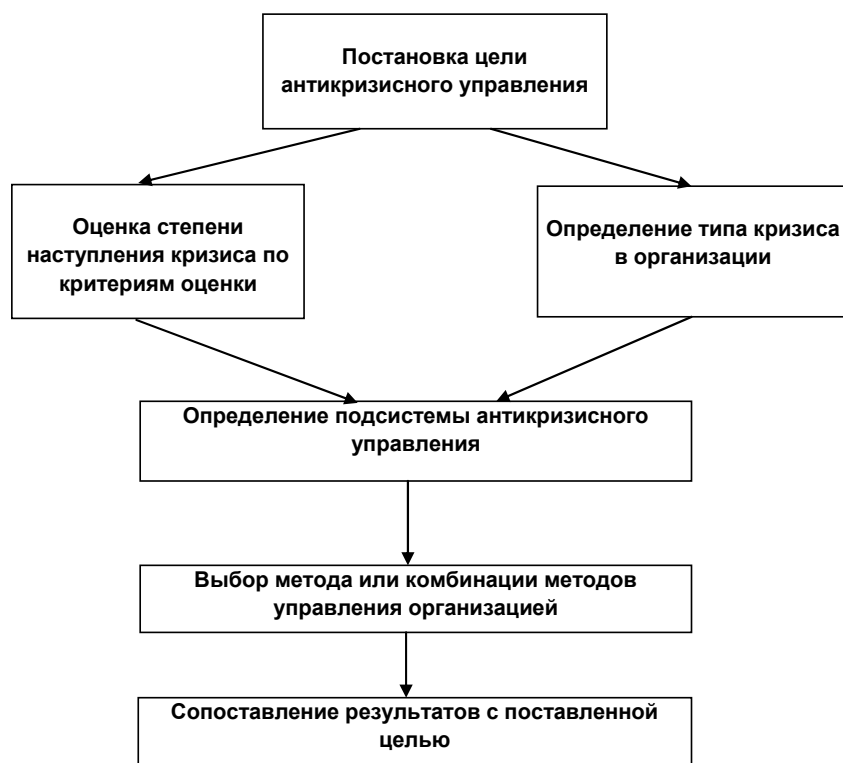 Постановка цели
антикризисного управления
Оценка степени
наступления кризиса по
критериям оценки
Определение типа кризиса
в организации
Определение подсистемы антикризисного
управления
Выбор метода или комбинации методов
управления организацией
Сопоставление результатов с поставленной
целью